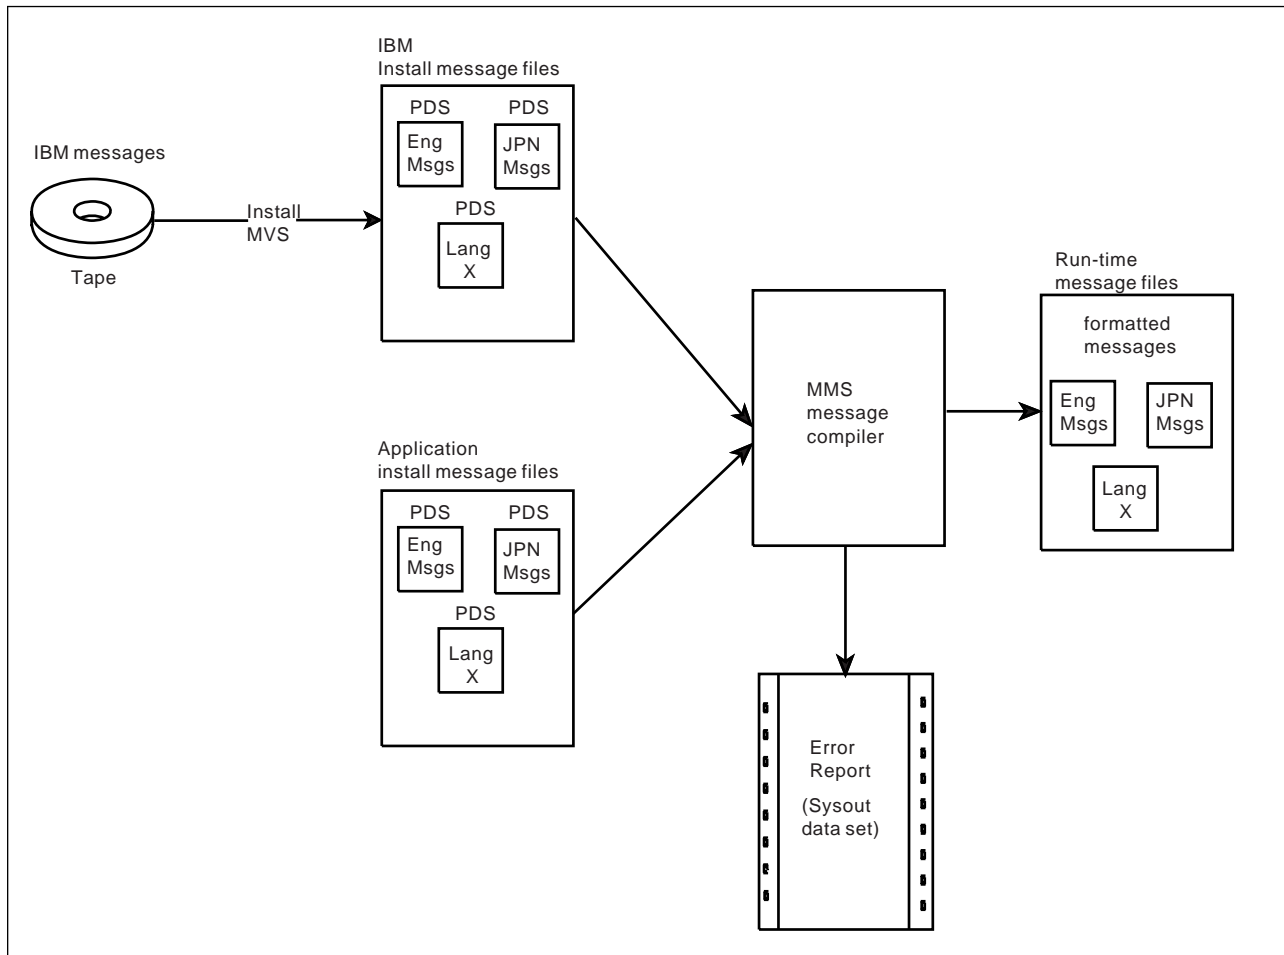 IBM
Install message files
PDS
PDS
Eng
Msgs
JPN
Msgs
PDS
Lang
X
IBM messages
Tape
Install
MVS
Application
install message files
PDS
PDS
Eng
Msgs
JPN
Msgs
PDS
Lang
X
MMS
message
compiler
Run-time
message files
formatted
messages
Eng
Msgs
JPN
Msgs
Lang
X
Error
Report
(Sysout
data set)